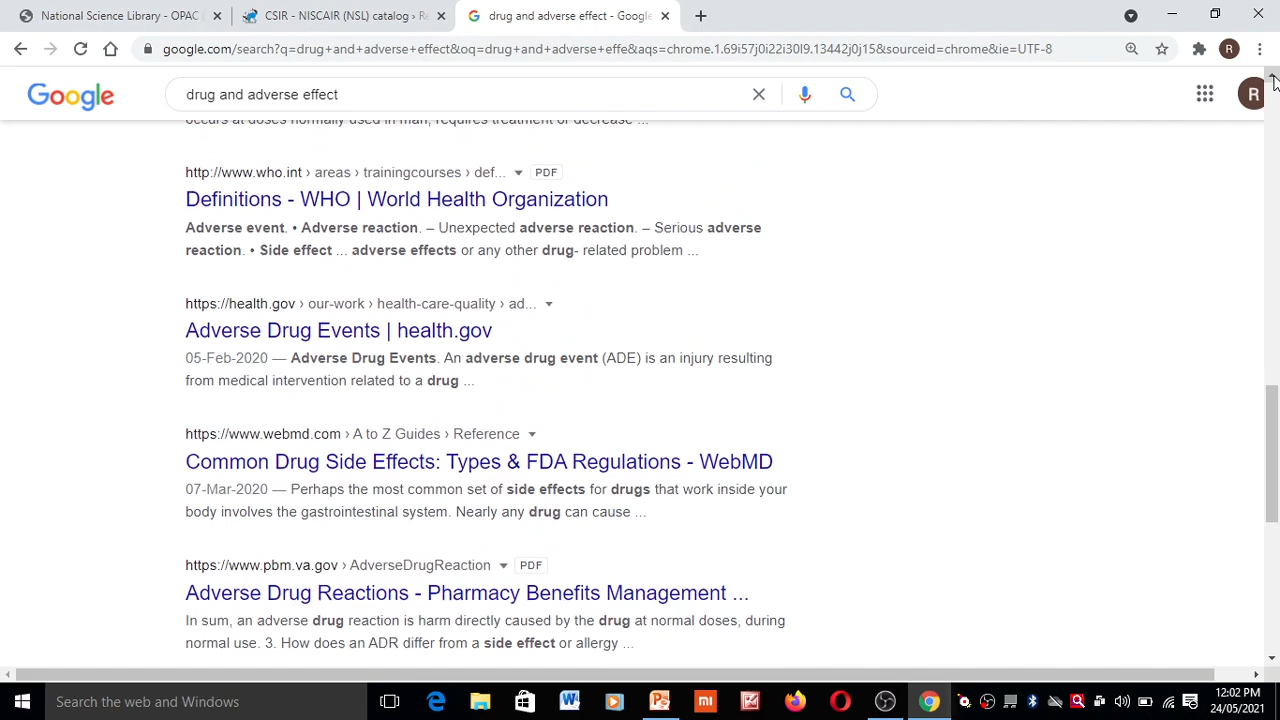 National Science Library - OPAC
CSIR - NISCAIR (NSL) catalog › Re
drug and adverse effect - Google
google.com/search?q=drug+and+adverse+effect&oq=drug+and+adverse+effe&aqs=chrome.1.69i57j0i22i30l9.13442j0j15&sourceid=chrome&ie=UTF-8
R
Google
drug and adverse effect
R
occurs at doses normally used in man, requires treatment or decrease ...
http://www.who.int › areas › trainingcourses › def... PDF
Definitions - WHO | World Health Organization
Adverse event. • Adverse reaction. – Unexpected adverse reaction. – Serious adverse
reaction. • Side effect ... adverse effects or any other drug- related problem ...
https://health.gov › our-work › health-care-quality › ad...
Adverse Drug Events | health.gov
05-Feb-2020 — Adverse Drug Events. An adverse drug event (ADE) is an injury resulting
from medical intervention related to a drug ...
https://www.webmd.com › A to Z Guides › Reference
Common Drug Side Effects: Types & FDA Regulations - WebMD
07-Mar-2020 — Perhaps the most common set of side effects for drugs that work inside your
body involves the gastrointestinal system. Nearly any drug can cause ...
https://www.pbm.va.gov › AdverseDrugReaction PDF
Adverse Drug Reactions - Pharmacy Benefits Management ...
In sum, an adverse drug reaction is harm directly caused by the drug at normal doses, during
normal use. 3. How does an ADR differ from a side effect or allergy ...
Search the web and Windows
12:02 PM
24/05/2021